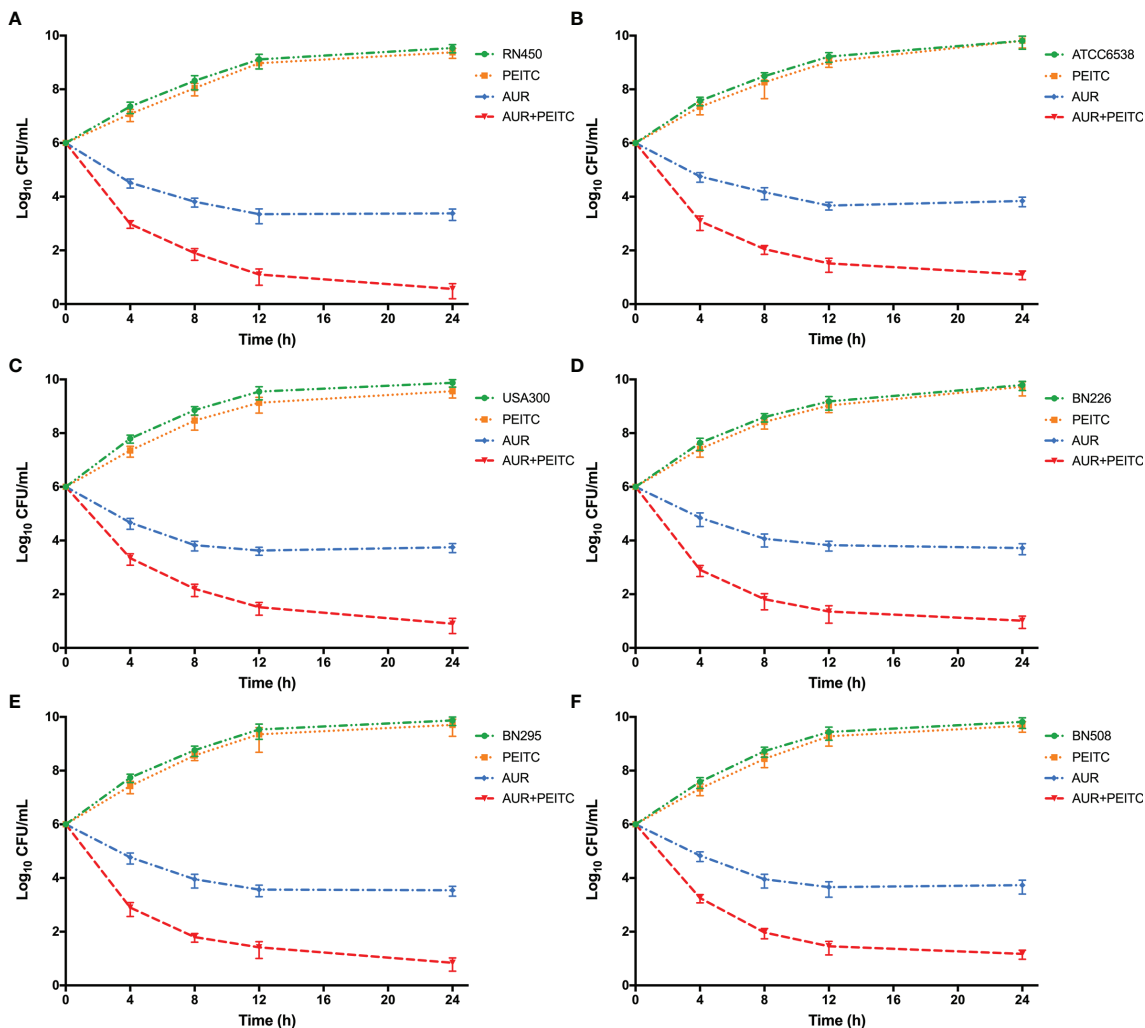 A
10
8
6
4
2
0
Log10 CFU/mL
0 4 8 12 16 20 24
Time (h)
RN450
PEITC
AUR
AUR+PEITC
B
10
8
6
4
2
0
Log10 CFU/mL
0 4 8 12 16 20 24
Time (h)
ATCC6538
PEITC
AUR
AUR+PEITC
C
10
8
6
4
2
0
Log10 CFU/mL
0 4 8 12 16 20 24
Time (h)
USA300
PEITC
AUR
AUR+PEITC
D
10
8
6
4
2
0
Log10 CFU/mL
0 4 8 12 16 20 24
Time (h)
BN226
PEITC
AUR
AUR+PEITC
E
10
8
6
4
2
0
Log10 CFU/mL
0 4 8 12 16 20 24
Time (h)
BN295
PEITC
AUR
AUR+PEITC
F
10
8
6
4
2
0
Log10 CFU/mL
0 4 8 12 16 20 24
Time (h)
BN508
PEITC
AUR
AUR+PEITC